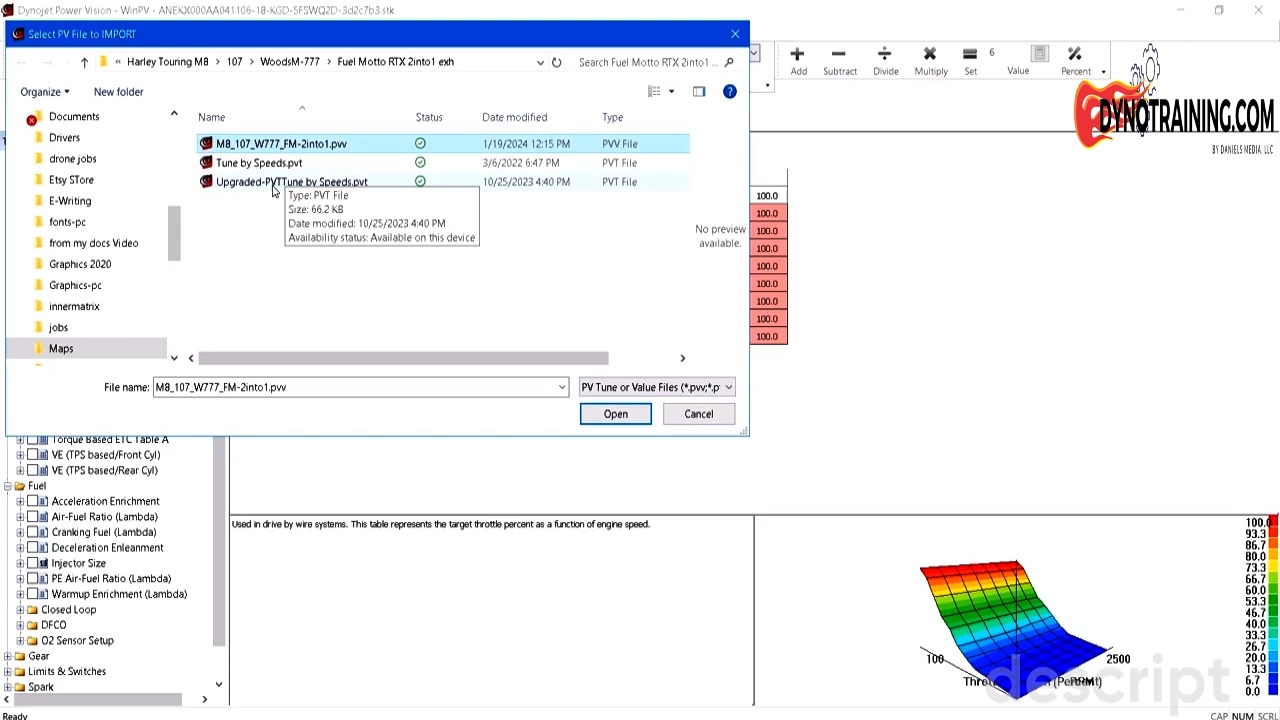 Dynojet Power Vision - WinPV - ANEKX000AA041106-18-KGD-5FSWQ2D-3d2c7b3.stk
Select PV File to IMPORT
« Harley Touring M8 › 107 › WoodsM-777 › Fuel Motto RTX 2into1 exh
Search Fuel Motto RTX 2into1 ...
Add Subtract Divide Multiply Set 6 Value Percent
Organize New folder
DYNOTRAINING.COM
BY DANIELS MEDIA, LLC
Documents
Drivers
drone jobs
Etsy STore
E-Writing
fonts-pc
from my docs Video
Graphics 2020
Graphics-pc
innermatrix
jobs
Maps
Name Status Date modified Type
M8_107_W777_FM-2into1.pvv 1/19/2024 12:15 PM PVV File
Tune by Speeds.pvt 3/6/2022 6:47 PM PVT File
Upgraded-PVTTune by Speeds.pvt 10/25/2023 4:40 PM PVT File
Type: PVT File
Size: 66.2 KB
Date modified: 10/25/2023 4:40 PM
Availability status: Available on this device
No preview
available.
100.0
100.0
100.0
100.0
100.0
100.0
100.0
100.0
100.0
File name: M8_107_W777_FM-2into1.pvv
PV Tune or Value Files (*.pvv;*.p
Open Cancel
Torque Based ETC Table A
VE (TPS based/Front Cyl)
VE (TPS based/Rear Cyl)
Fuel
Acceleration Enrichment
Air-Fuel Ratio (Lambda)
Cranking Fuel (Lambda)
Deceleration Enleanment
Injector Size
PE Air-Fuel Ratio (Lambda)
Warmup Enrichment (Lambda)
Closed Loop
DFCO
O2 Sensor Setup
Gear
Limits & Switches
Spark
Used in drive by wire systems. This table represents the target throttle percent as a function of engine speed.
100.0
93.3
86.7
80.0
73.3
66.7
60.0
53.3
46.7
40.0
33.3
26.7
20.0
13.3
6.7
0.0
100
2500
descript
Ready
CAP NUM SCRL